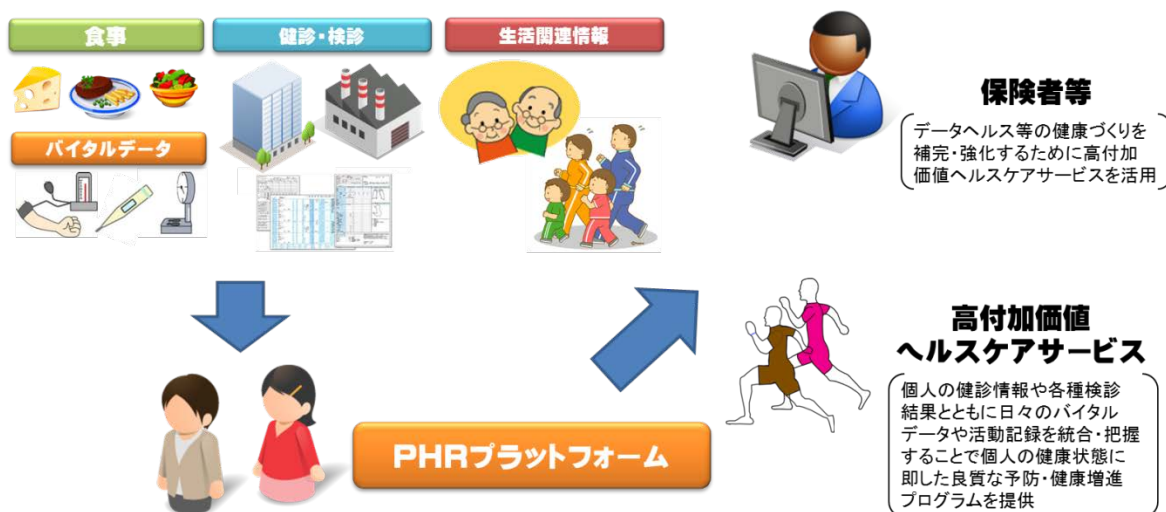 食事
健診・検診
生活関連情報
バイタルデータ
保険者等
データヘルス等の健康づくりを
補完・強化するために高付加
価値ヘルスケアサービスを活用
高付加価値
ヘルスケアサービス
個人の健診情報や各種検診
結果とともに日々のバイタル
データや活動記録を統合・把握
することで個人の健康状態に
即した良質な予防・健康増進
プログラムを提供
PHRプラットフォーム